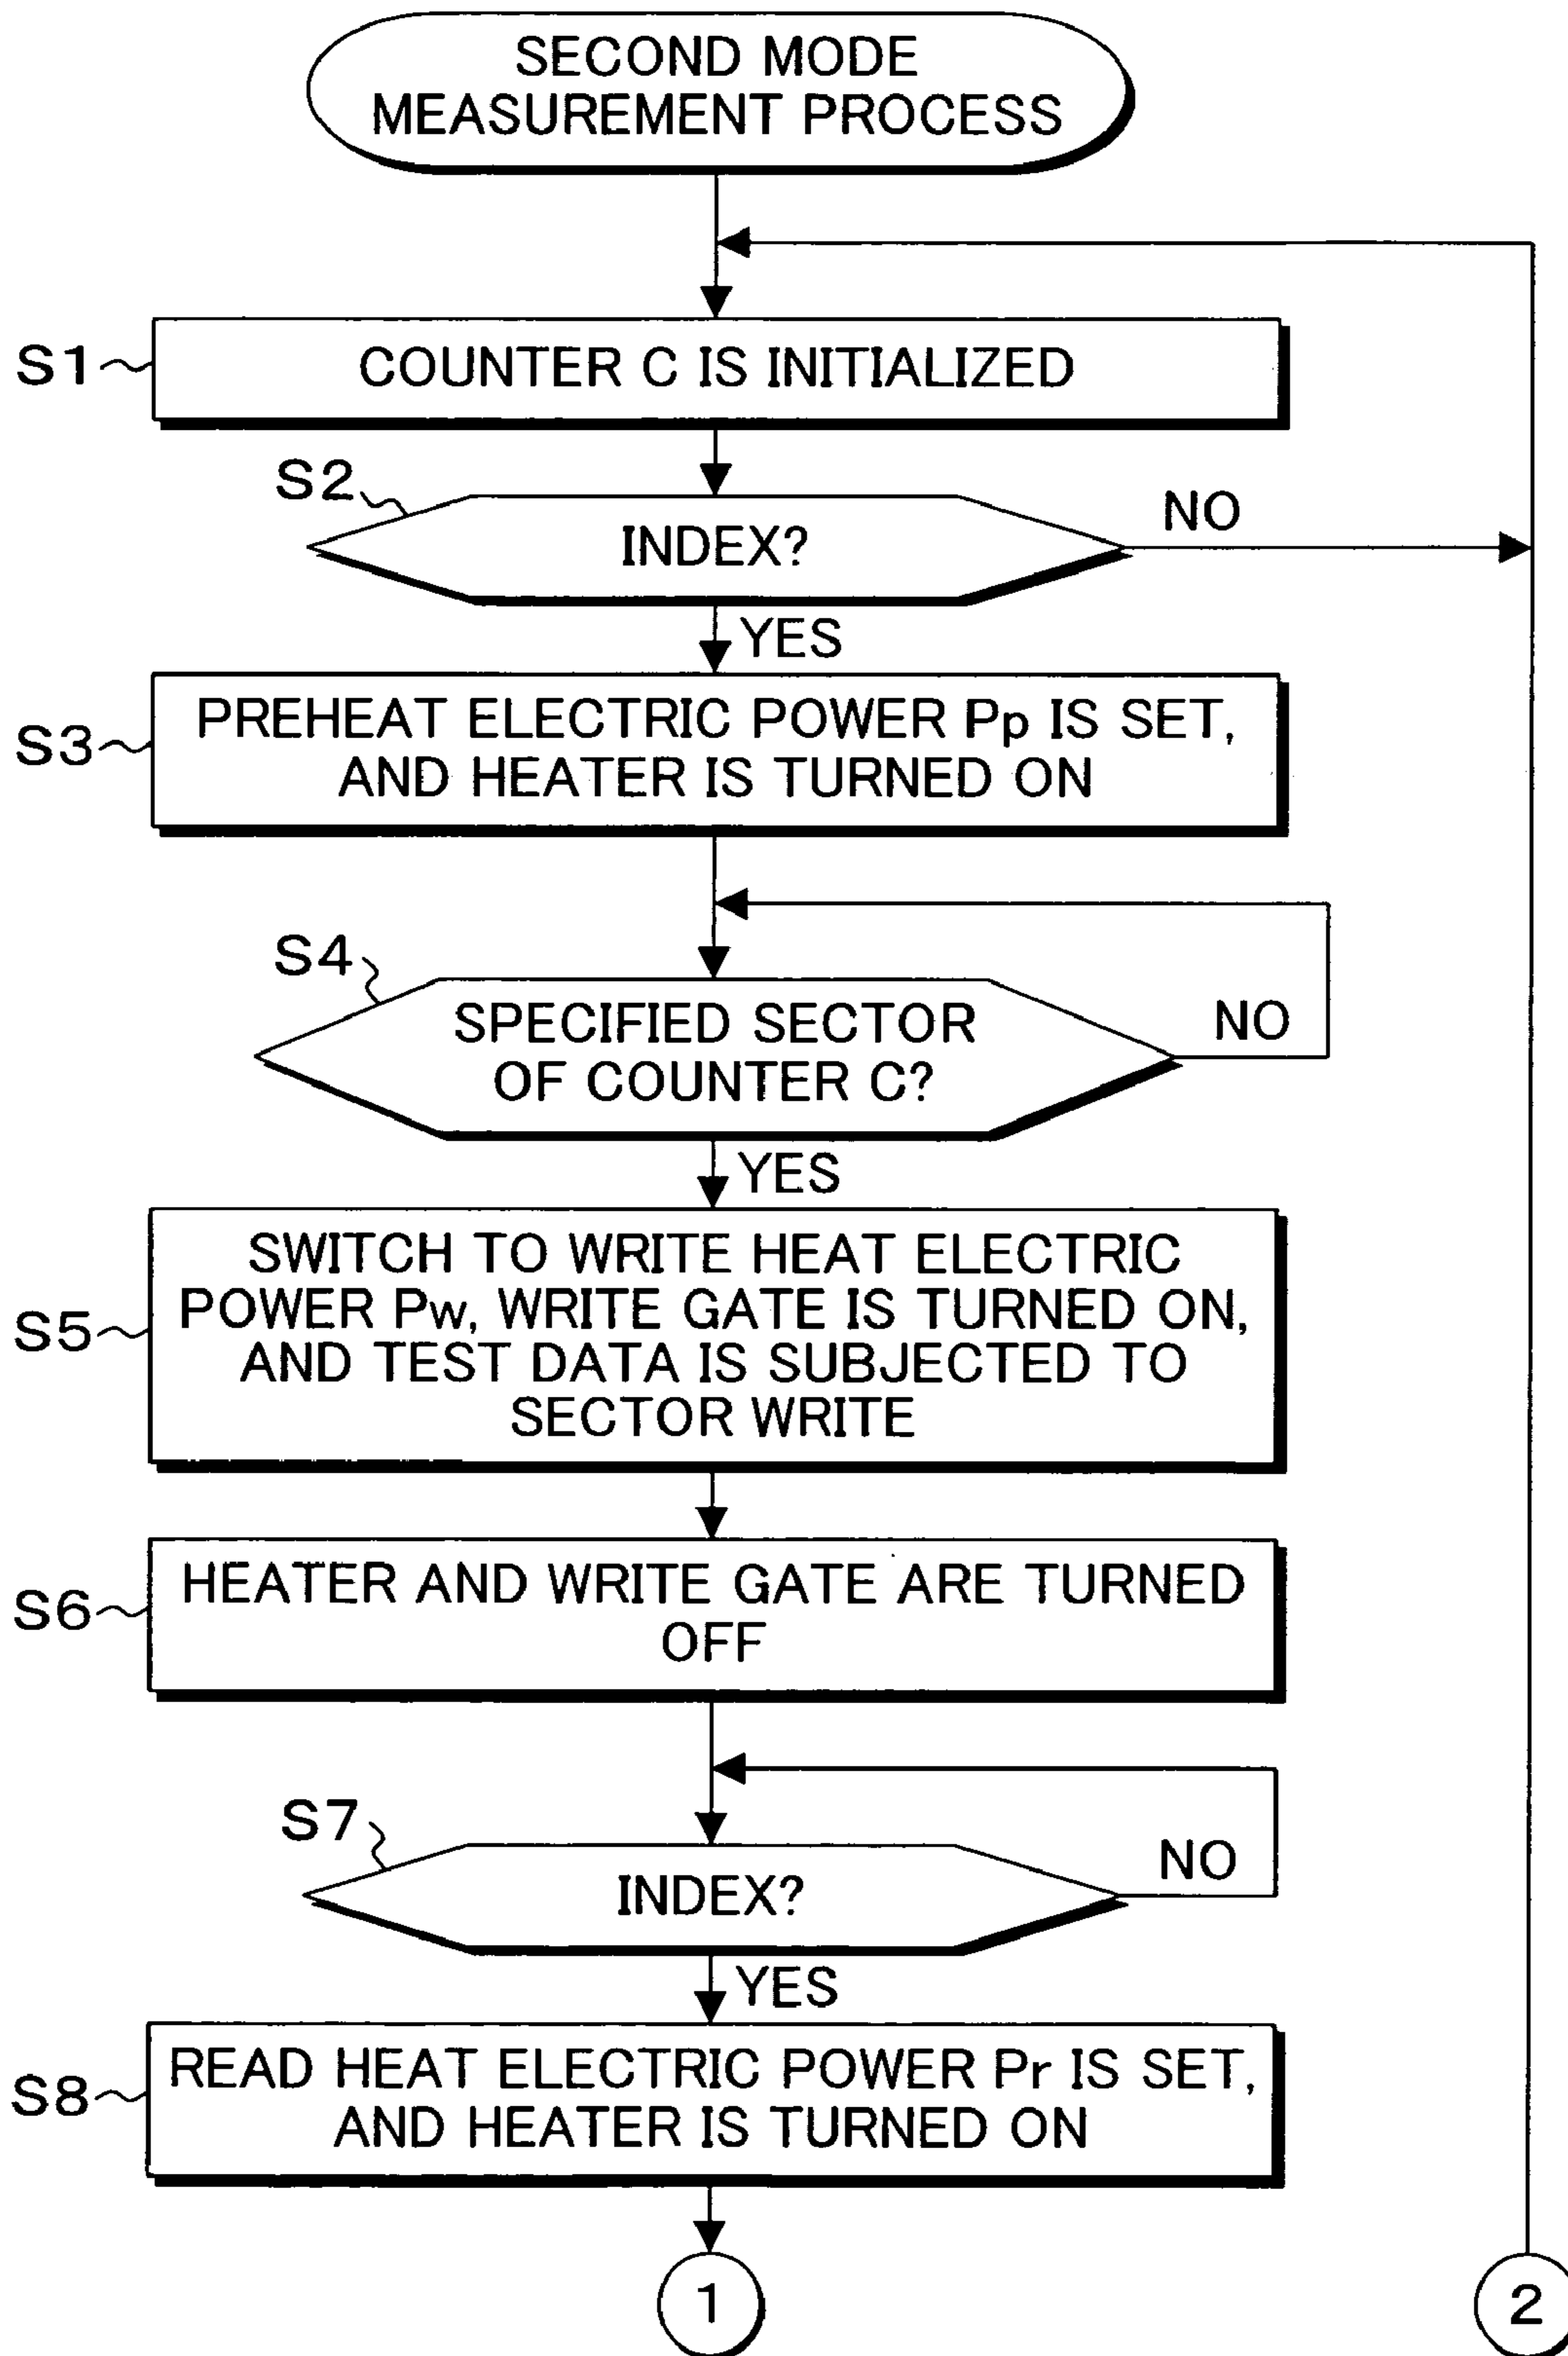 SECOND MODE
MEASUREMENT PROCESS
S1
COUNTER C IS INITIALIZED
S2
INDEX?
NO
YES
S3
PREHEAT ELECTRIC POWER Pp IS SET,
AND HEATER IS TURNED ON
S4
SPECIFIED SECTOR
OF COUNTER C?
NO
YES
S5
SWITCH TO WRITE HEAT ELECTRIC
POWER Pw, WRITE GATE IS TURNED ON,
AND TEST DATA IS SUBJECTED TO
SECTOR WRITE
S6
HEATER AND WRITE GATE ARE TURNED
OFF
S7
INDEX?
NO
YES
S8
READ HEAT ELECTRIC POWER Pr IS SET,
AND HEATER IS TURNED ON
1
2